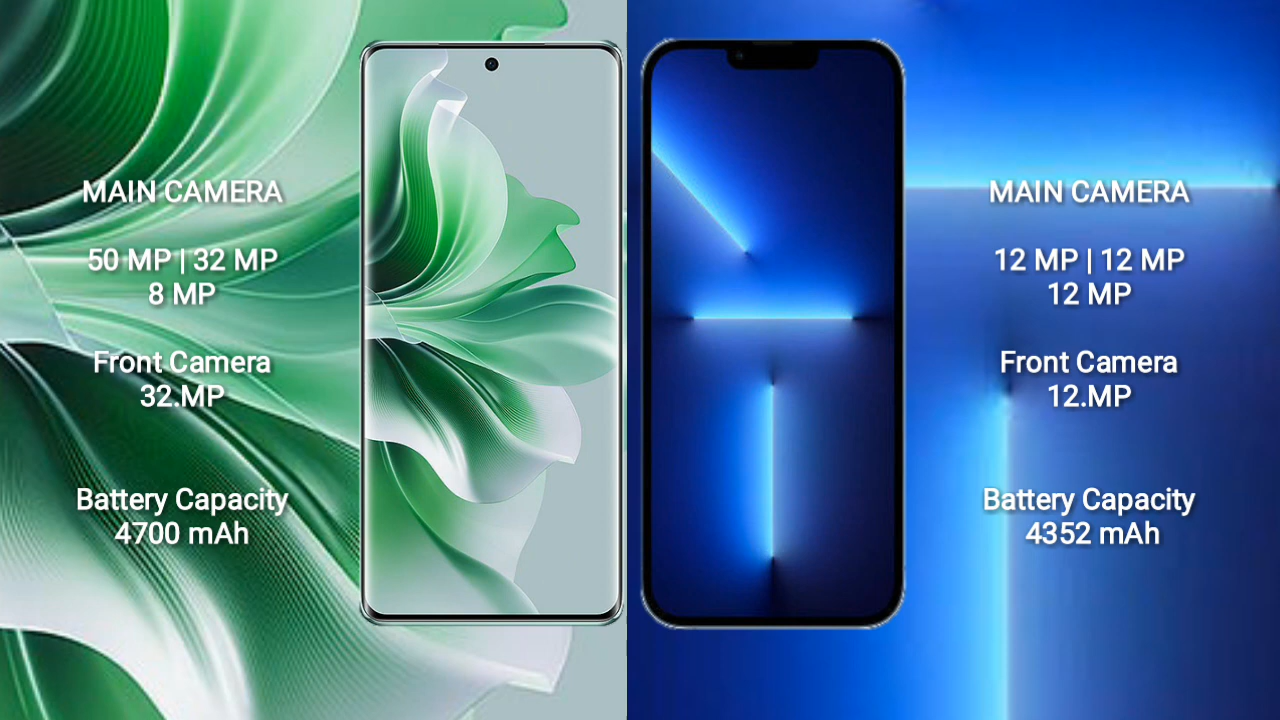 MAIN CAMERA
50 MP | 32 MP
8 MP
Front Camera
32.MP
Battery Capacity
4700 mAh
MAIN CAMERA
12 MP | 12 MP
12 MP
Front Camera
12.MP
Battery Capacity
4352 mAh